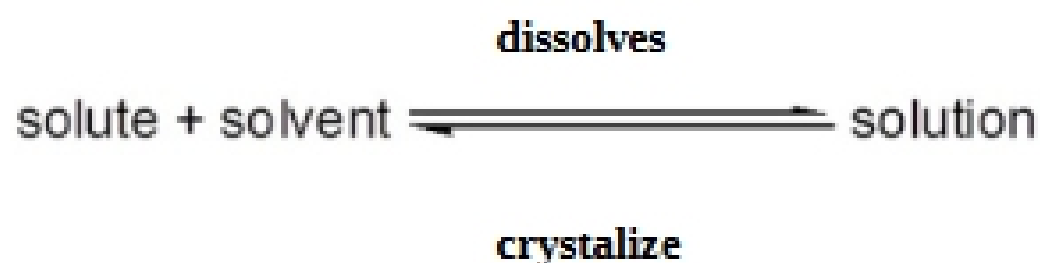 dissolves
solute + solvent ⇌ solution
crystalize